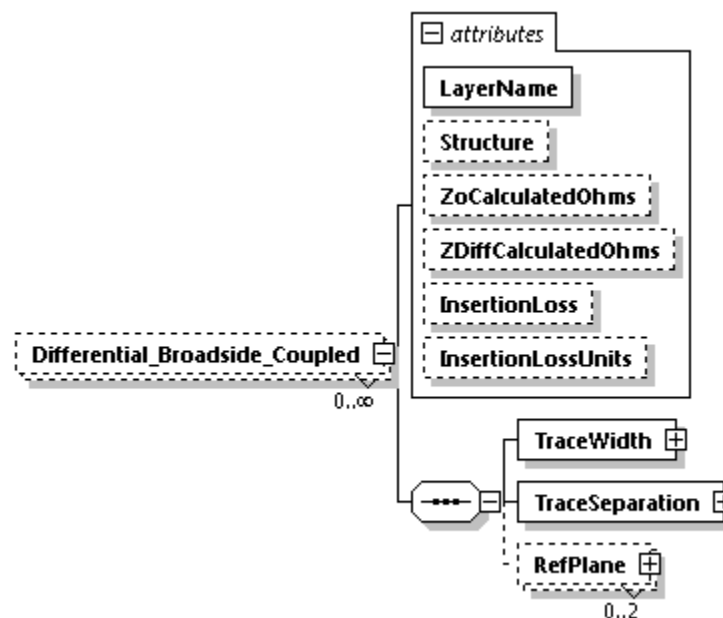 attributes
LayerName
Structure
ZoCalculatedOhms
ZDiffCalculatedOhms
InsertionLoss
InsertionLossUnits
Differential_Broadside_Coupled
0..∞
TraceWidth
TraceSeparation
RefPlane
0..2